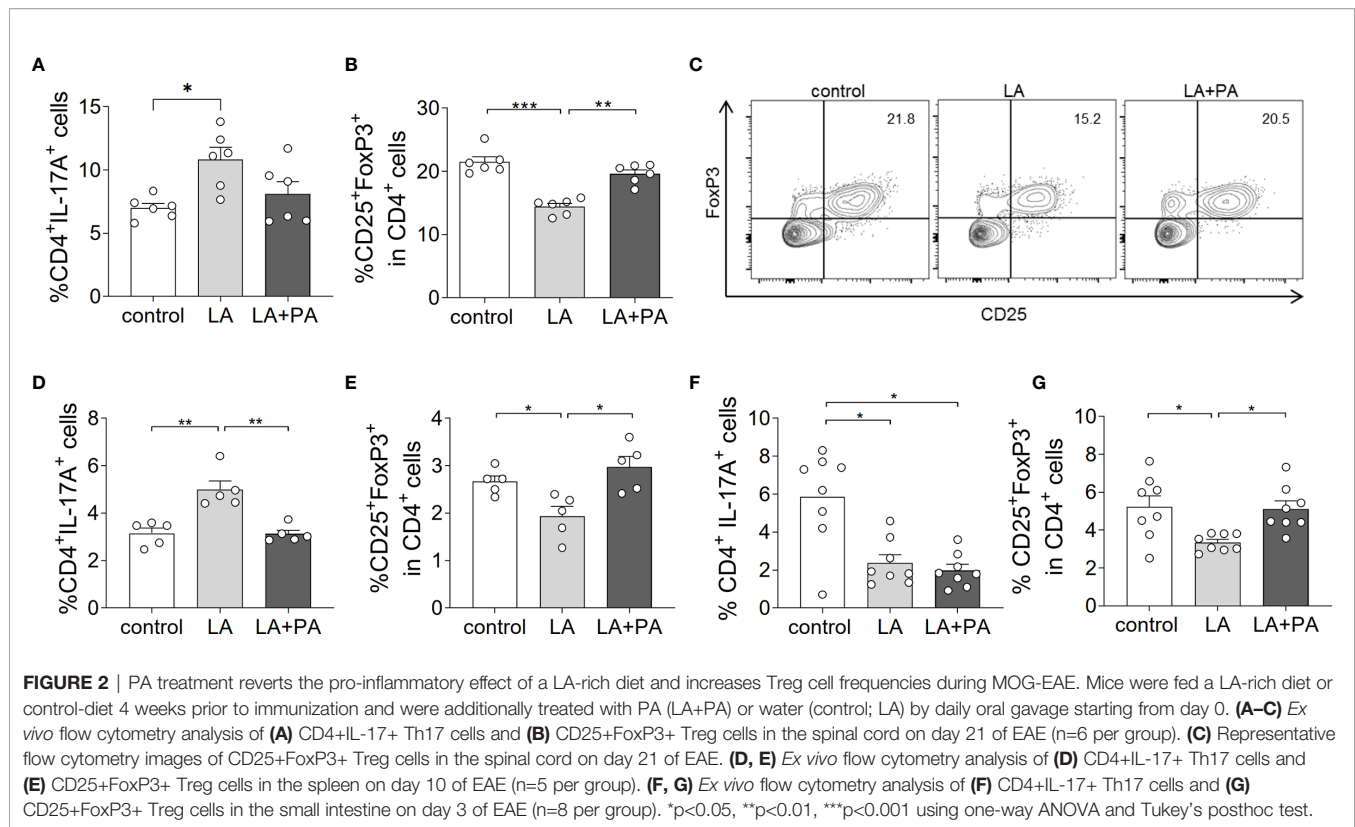 A
%CD4+IL-17A+ cells
15
10
5
0
*
control LA LA+PA
B
%CD25+FoxP3+
in CD4+ cells
30
20
10
0
*** **
control LA LA+PA
C
control LA LA+PA
21.8 15.2 20.5
FoxP3
CD25
D
%CD4+IL-17A+ cells
8
6
4
2
0
** **
control LA LA+PA
E
%CD25+FoxP3+
in CD4+ cells
4
3
2
1
0
* *
control LA LA+PA
F
% CD4+ IL-17A+ cells
10
8
6
4
2
0
*
*
control LA LA+PA
G
% CD25+FoxP3+
in CD4+ cells
10
8
6
4
2
0
* *
control LA LA+PA
FIGURE 2 | PA treatment reverts the pro-inflammatory effect of a LA-rich diet and increases Treg cell frequencies during MOG-EAE. Mice were fed a LA-rich diet or
control-diet 4 weeks prior to immunization and were additionally treated with PA (LA+PA) or water (control; LA) by daily oral gavage starting from day 0. (A–C) Ex
vivo flow cytometry analysis of (A) CD4+IL-17+ Th17 cells and (B) CD25+FoxP3+ Treg cells in the spinal cord on day 21 of EAE (n=6 per group). (C) Representative
flow cytometry images of CD25+FoxP3+ Treg cells in the spinal cord on day 21 of EAE. (D, E) Ex vivo flow cytometry analysis of (D) CD4+IL-17+ Th17 cells and
(E) CD25+FoxP3+ Treg cells in the spleen on day 10 of EAE (n=5 per group). (F, G) Ex vivo flow cytometry analysis of (F) CD4+IL-17+ Th17 cells and (G)
CD25+FoxP3+ Treg cells in the small intestine on day 3 of EAE (n=8 per group). *p<0.05, **p<0.01, ***p<0.001 using one-way ANOVA and Tukey's posthoc test.